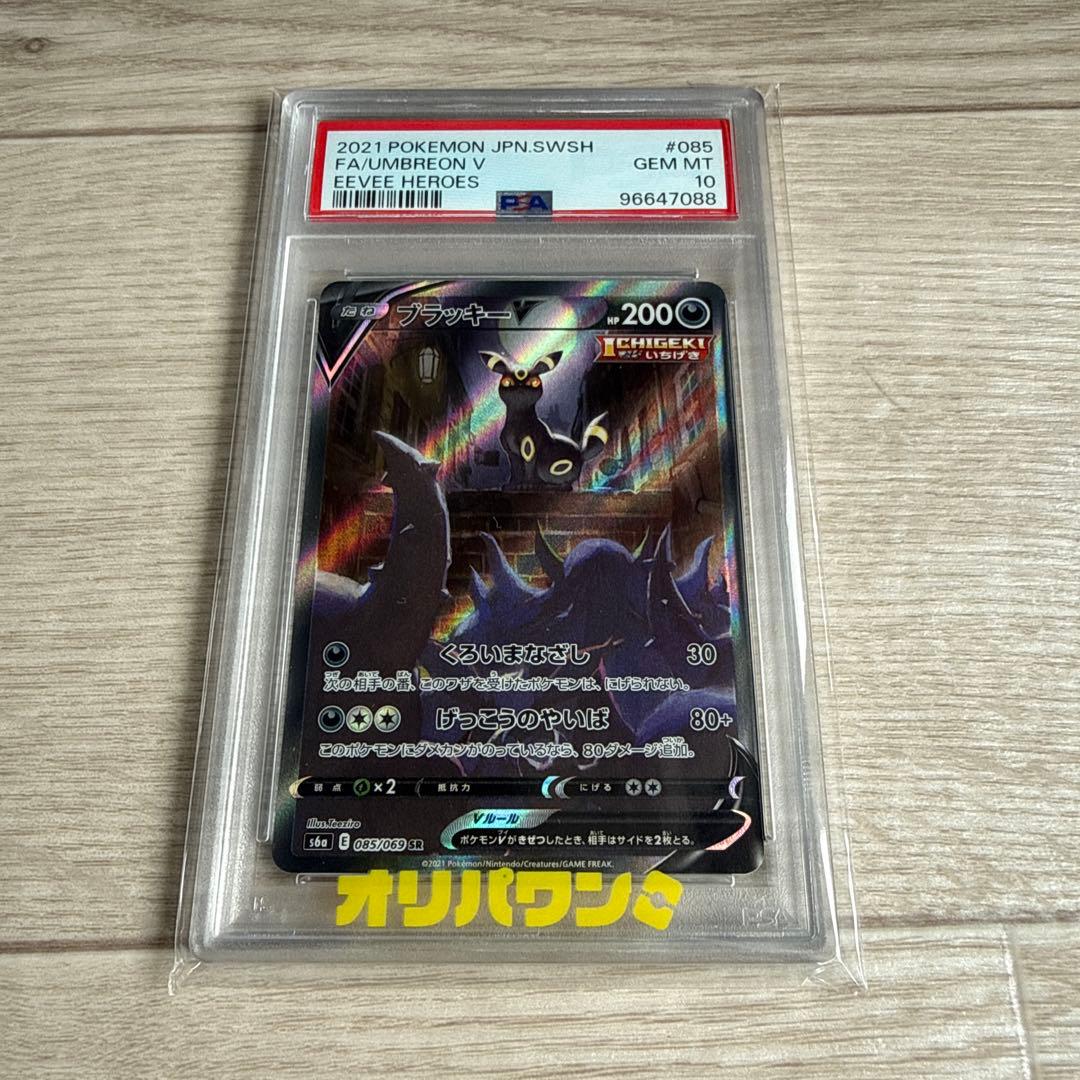 2021 POKEMON JPN.SWSH #085
FA/UMBREON V GEM MT
EEVEE HEROES 10
PSA 96647088
たね ブラッキーV HP 200
ICHIGEKI
いちげき
くろいまなざし 30
次の相手の番、このワザを受けたポケモンは、にげられない。
げっこうのやいば 80+
このポケモンにダメカンがのっているなら、80ダメージ追加。
弱点 ×2 抵抗力 にげる
Vルール
ポケモンVがきぜつしたとき、相手はサイドを2枚とる。
Illus.Teeziro
s6a E 085/069 SR
©2021 Pokémon/Nintendo/Creatures/GAME FREAK.
オリパワン